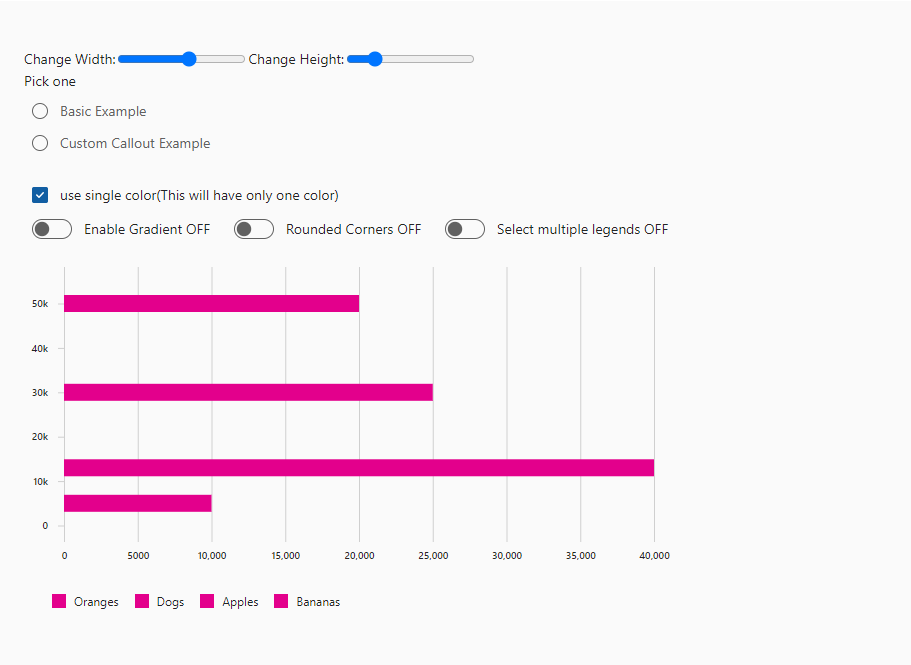 Change Width: Change Height:
Pick one
Basic Example
Custom Callout Example
use single color(This will have only one color)
Enable Gradient OFF Rounded Corners OFF Select multiple legends OFF
50k
40k
30k
20k
10k
0
0 5000 10,000 15,000 20,000 25,000 30,000 35,000 40,000
Oranges Dogs Apples Bananas